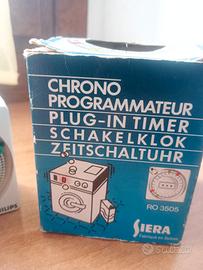 CHRONO
PROGRAMMATEUR
PLUG-IN TIMER
SCHAKELKLOK
ZEITSCHALTUHR
RO 3505
SIERA
PHILIPS